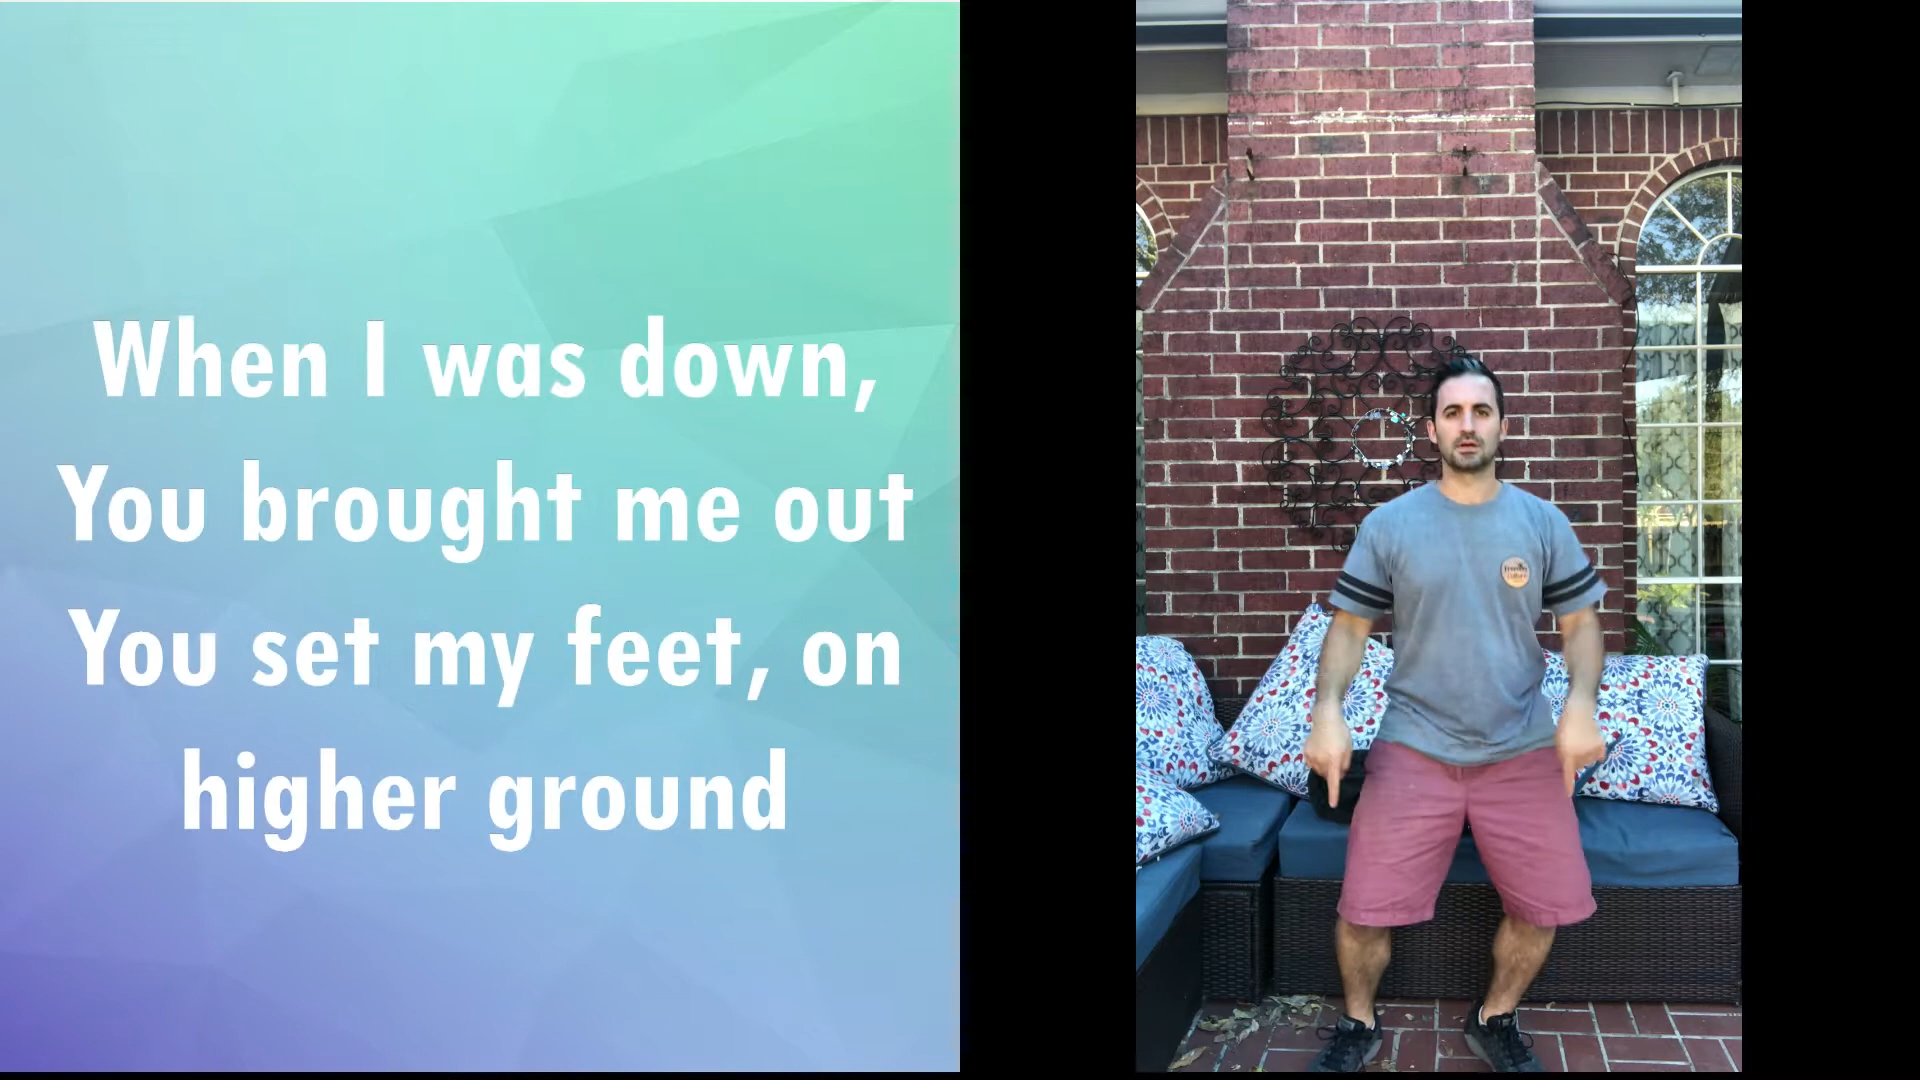 When I was down,
You brought me out
You set my feet, on
higher ground